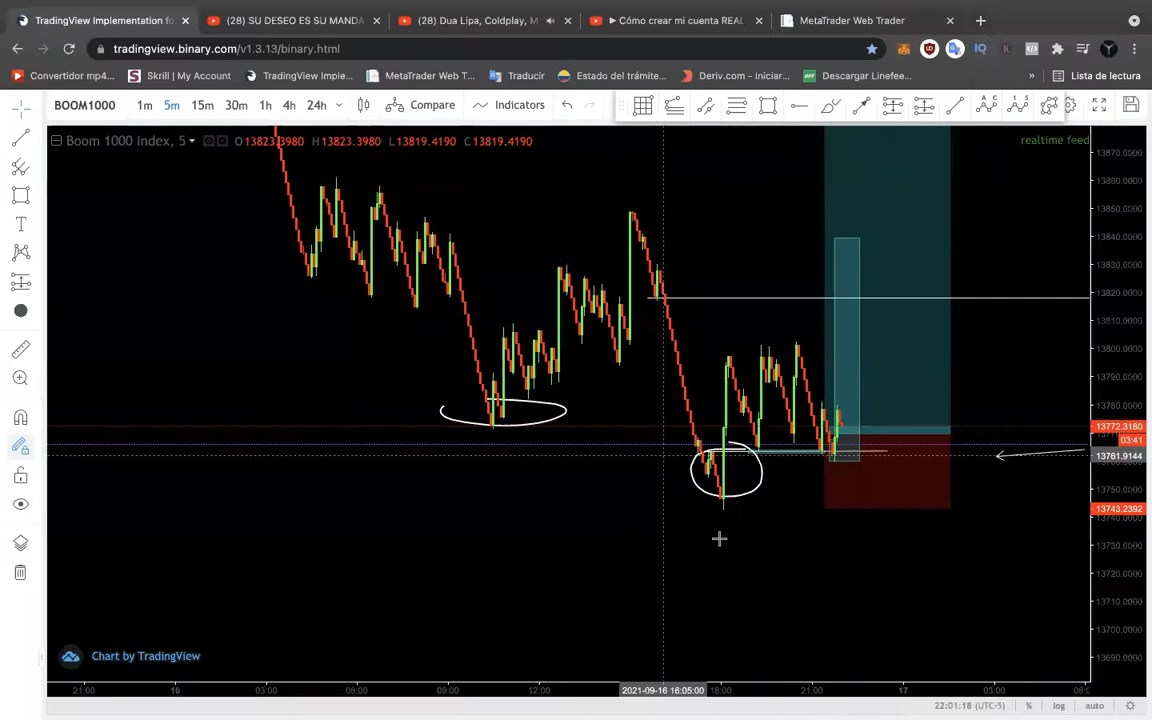 TradingView Implementation fo
(28) SU DESEO ES SU MANDA
(28) Dua Lipa, Coldplay, M
Cómo crear mi cuenta REAL
MetaTrader Web Trader
tradingview.binary.com/v1.3.13/binary.html
Convertidor mp4...
Skrill | My Account
TradingView Imple...
MetaTrader Web T...
Traducir
Estado del trámite...
Deriv.com - Iniciar...
Descargar Linefee...
»
Lista de lectura
BOOM1000
1m 5m 15m 30m 1h 4h 24h
Compare
Indicators
Boom 1000 Index, 5
O13823.3980 H13823.3980 L13819.4190 C13819.4190
realtime feed
13870.0000
13860.0000
13850.0000
13840.0000
13830.0000
13820.0000
13810.0000
13800.0000
13790.0000
13780.0000
13772.3180
03:41
13761.9144
13750.0000
13743.2392
13740.0000
13730.0000
13720.0000
13710.0000
13700.0000
13690.0000
Chart by TradingView
21:00 16 03:00 06:00 09:00 12:00 2021-09-16 16:05:00 18:00 21:00 17 03:00
22:01:18 (UTC-5) % log auto